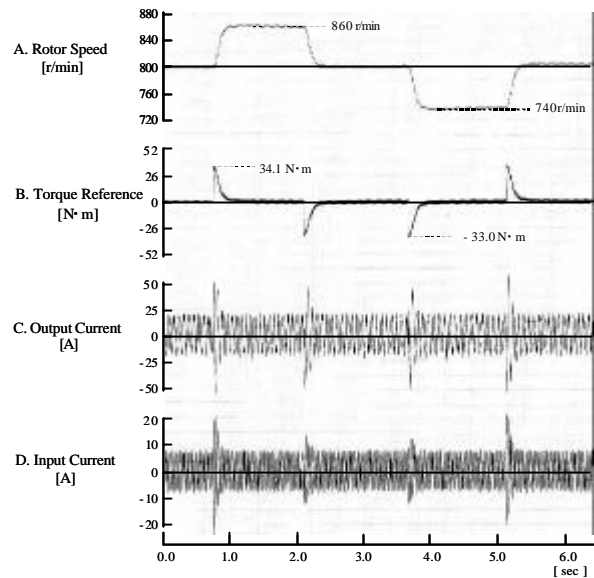 880
860 r/min
A. Rotor Speed
[r/min]
800
760
740r/min
720
52
26
34.1 N•m
B. Torque Reference
[N•m]
0
-26
- 33.0 N•m
-52
50
25
C. Output Current
[A]
0
-25
-50
20
10
D. Input Current
[A]
0
-10
-20
0.0 1.0 2.0 3.0 4.0 5.0 6.0
[ sec ]